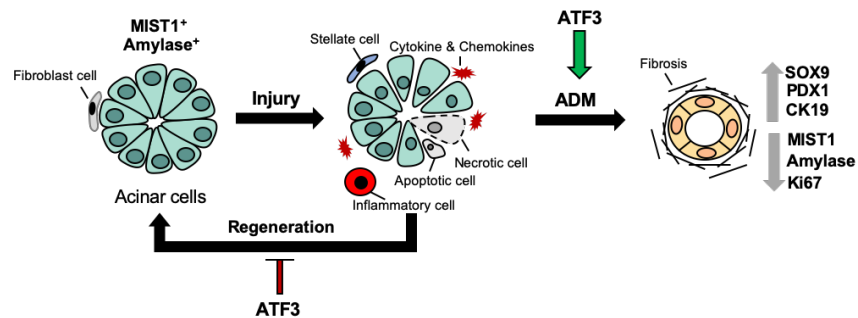 MIST1⁺
Amylase⁺
Fibroblast cell
Acinar cells
Injury
Stellate cell
Cytokine & Chemokines
Necrotic cell
Apoptotic cell
Inflammatory cell
Regeneration
ATF3
ATF3
ADM
Fibrosis
SOX9
PDX1
CK19
MIST1
Amylase
Ki67